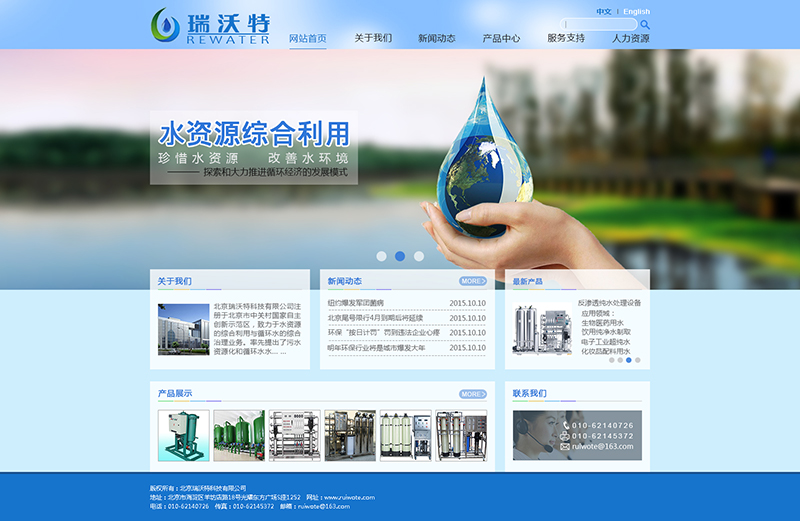 中文 | English
瑞沃特
REWATER
网站首页 关于我们 新闻动态 产品中心 服务支持 人力资源
水资源综合利用
珍惜水资源 改善水环境
探索和大力推进循环经济的发展模式
关于我们
北京瑞沃特科技有限公司注
册于北京市中关村国家自主
创新示范区，致力于水资源
的综合利用与循环水的综合
治理业务。率先提出了污水
资源化和循环水水... ...
新闻动态 MORE
纽约爆发军团菌病 2015.10.10
北京尾号限行4月到期后将延续 2015.10.10
环保“按日计罚”罚到违法企业心疼 2015.10.10
明年环保行业将是城市爆发大年 2015.10.10
最新产品
反渗透纯水处理设备
应用领域：
生物医药用水
饮用纯净水制取
电子工业超纯水
化妆品配料用水
产品展示 MORE
联系我们
010-62140726
010-62145372
ruiwote@163.com
版权所有：北京瑞沃特科技有限公司
地址：北京市海淀区羊坊店路18号光耀东方广场S座1252 网址：www.ruiwote.com
电话：010-62140726 传真：010-62145372 邮箱：ruiwote@163.com